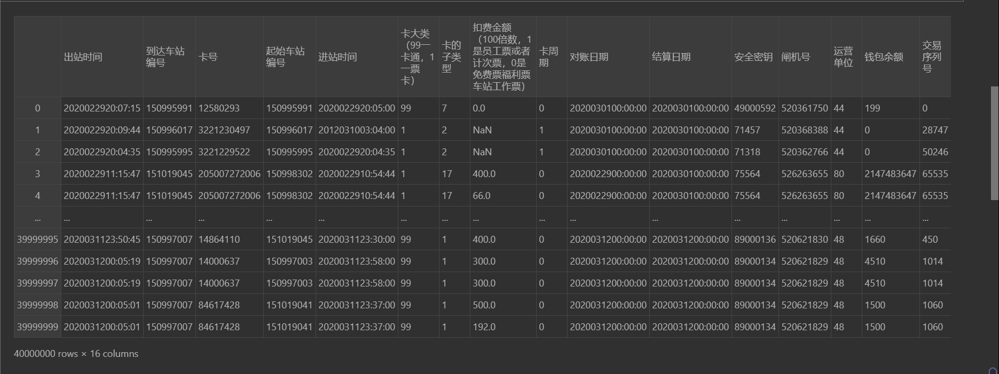 出站时间 到达车站编号 卡号 起始车站编号 进站时间 卡大类（99一卡通，1一票卡） 卡的子类型 扣费金额（100倍数，1是员工票或者计次票，0是免费票福利票车站工作票） 卡周期 对账日期 结算日期 安全密钥 闸机号 运营单位 钱包余额 交易序列号
0 2020022920:07:15 150995991 12580293 150995991 2020022920:05:00 99 7 0.0 0 2020030100:00:00 2020030100:00:00 49000592 520361750 44 199 0
1 2020022920:09:44 150996017 3221230497 150996017 2012031003:04:00 1 2 NaN 1 2020030100:00:00 2020030100:00:00 71457 520368388 44 0 28747
2 2020022920:04:35 150995995 3221229522 150995995 2020022920:04:35 1 2 NaN 1 2020030100:00:00 2020030100:00:00 71318 520362766 44 0 50246
3 2020022911:15:47 151019045 205007272006 150998302 2020022910:54:44 1 17 400.0 0 2020022900:00:00 2020030100:00:00 75564 526263655 80 2147483647 65535
4 2020022911:15:47 151019045 205007272006 150998302 2020022910:54:44 1 17 66.0 0 2020022900:00:00 2020030100:00:00 75564 526263655 80 2147483647 65535
... ... ... ... ... ... ... ... ... ... ... ... ... ... ... ... ...
39999995 2020031123:50:45 150997007 14864110 151019045 2020031123:30:00 99 1 400.0 0 2020031200:00:00 2020031200:00:00 89000136 520621830 48 1660 450
39999996 2020031200:05:19 150997007 14000637 150997003 2020031123:58:00 99 1 300.0 0 2020031200:00:00 2020031200:00:00 89000134 520621829 48 4510 1014
39999997 2020031200:05:19 150997007 14000637 150997003 2020031123:58:00 99 1 300.0 0 2020031200:00:00 2020031200:00:00 89000134 520621829 48 4510 1014
39999998 2020031200:05:01 150997007 84617428 151019041 2020031123:37:00 99 1 500.0 0 2020031200:00:00 2020031200:00:00 89000134 520621829 48 1500 1060
39999999 2020031200:05:01 150997007 84617428 151019041 2020031123:37:00 99 1 192.0 0 2020031200:00:00 2020031200:00:00 89000134 520621829 48 1500 1060
40000000 rows × 16 columns